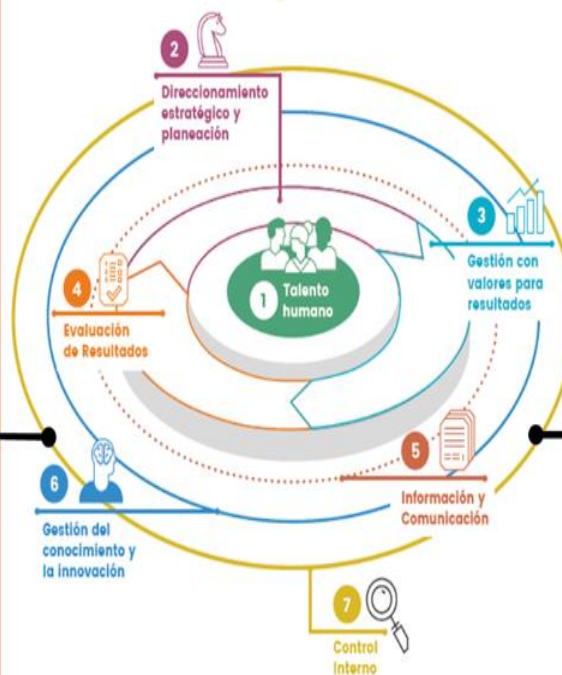 2
Direccionamiento
estratégico y
planeación
3
Gestión con
valores para
resultados
1
Talento
humano
4
Evaluación
de Resultados
5
Información y
Comunicación
6
Gestión del
conocimiento y
la innovación
7
Control
Interno